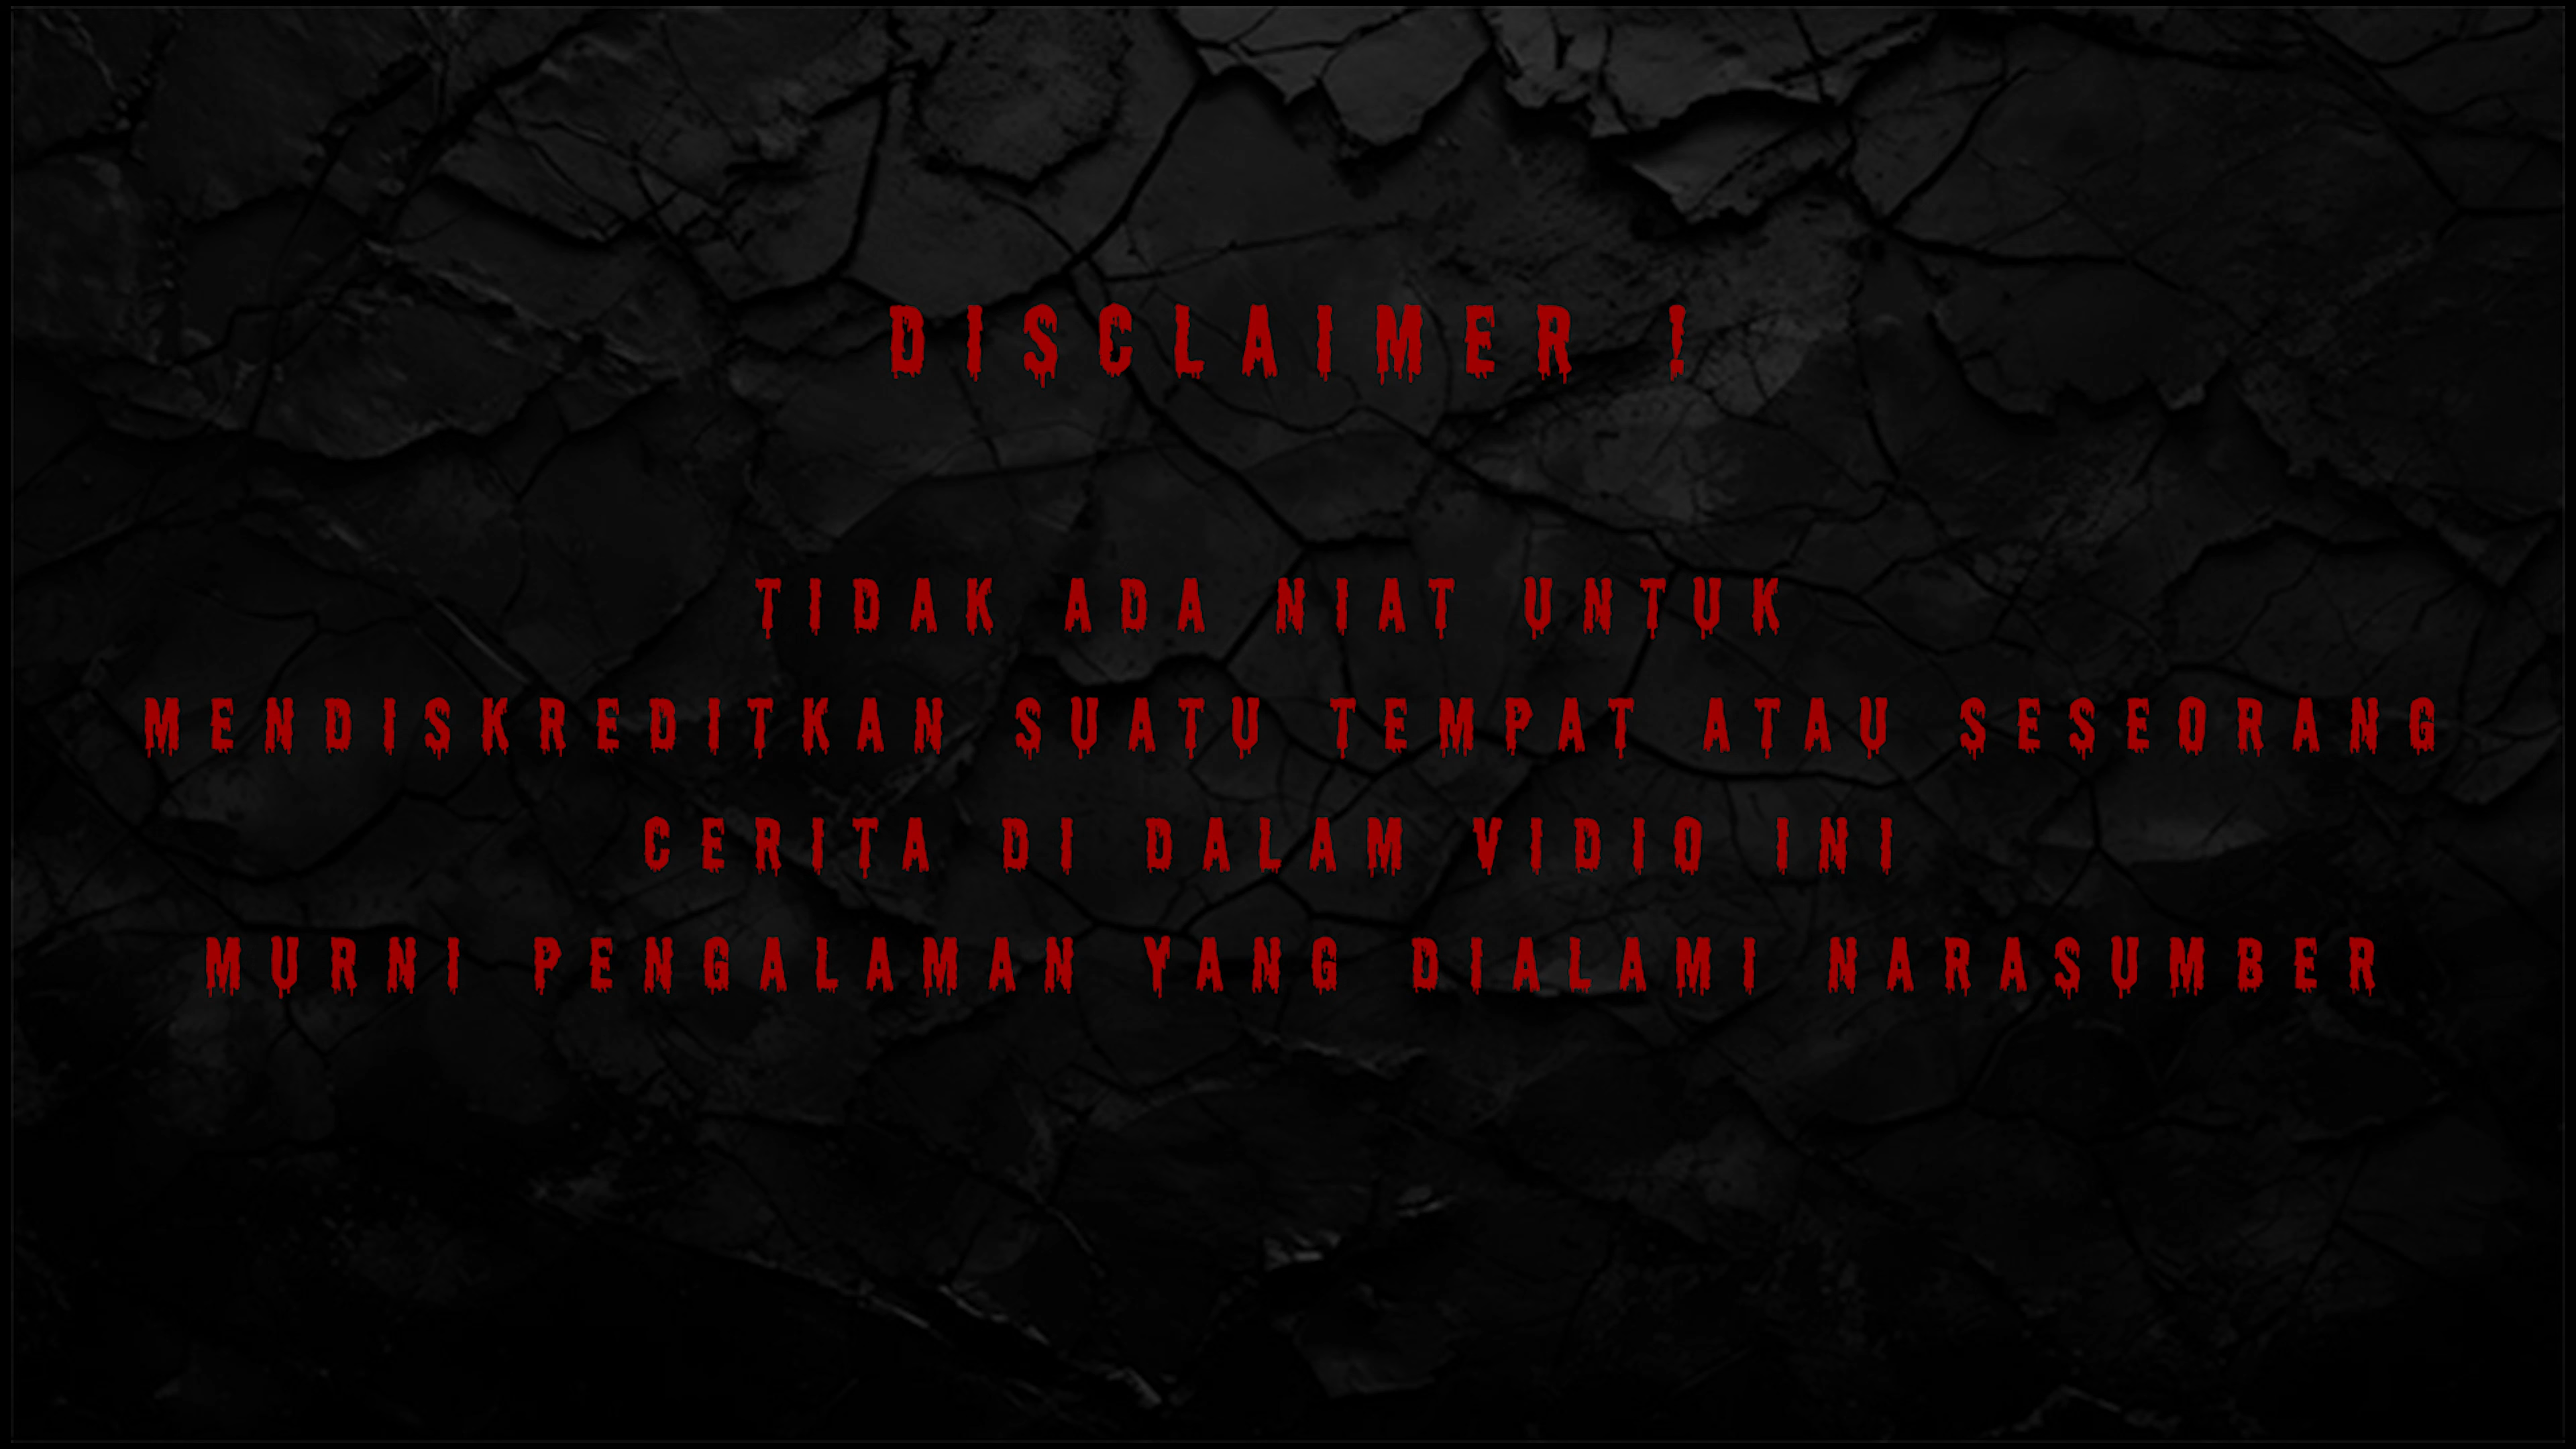 DISCLAIMER !
TIDAK ADA NIAT UNTUK
MENDISKREDITKAN SUATU TEMPAT ATAU SESEORANG
CERITA DI DALAM VIDIO INI
MURNI PENGALAMAN YANG DIALAMI NARASUMBER